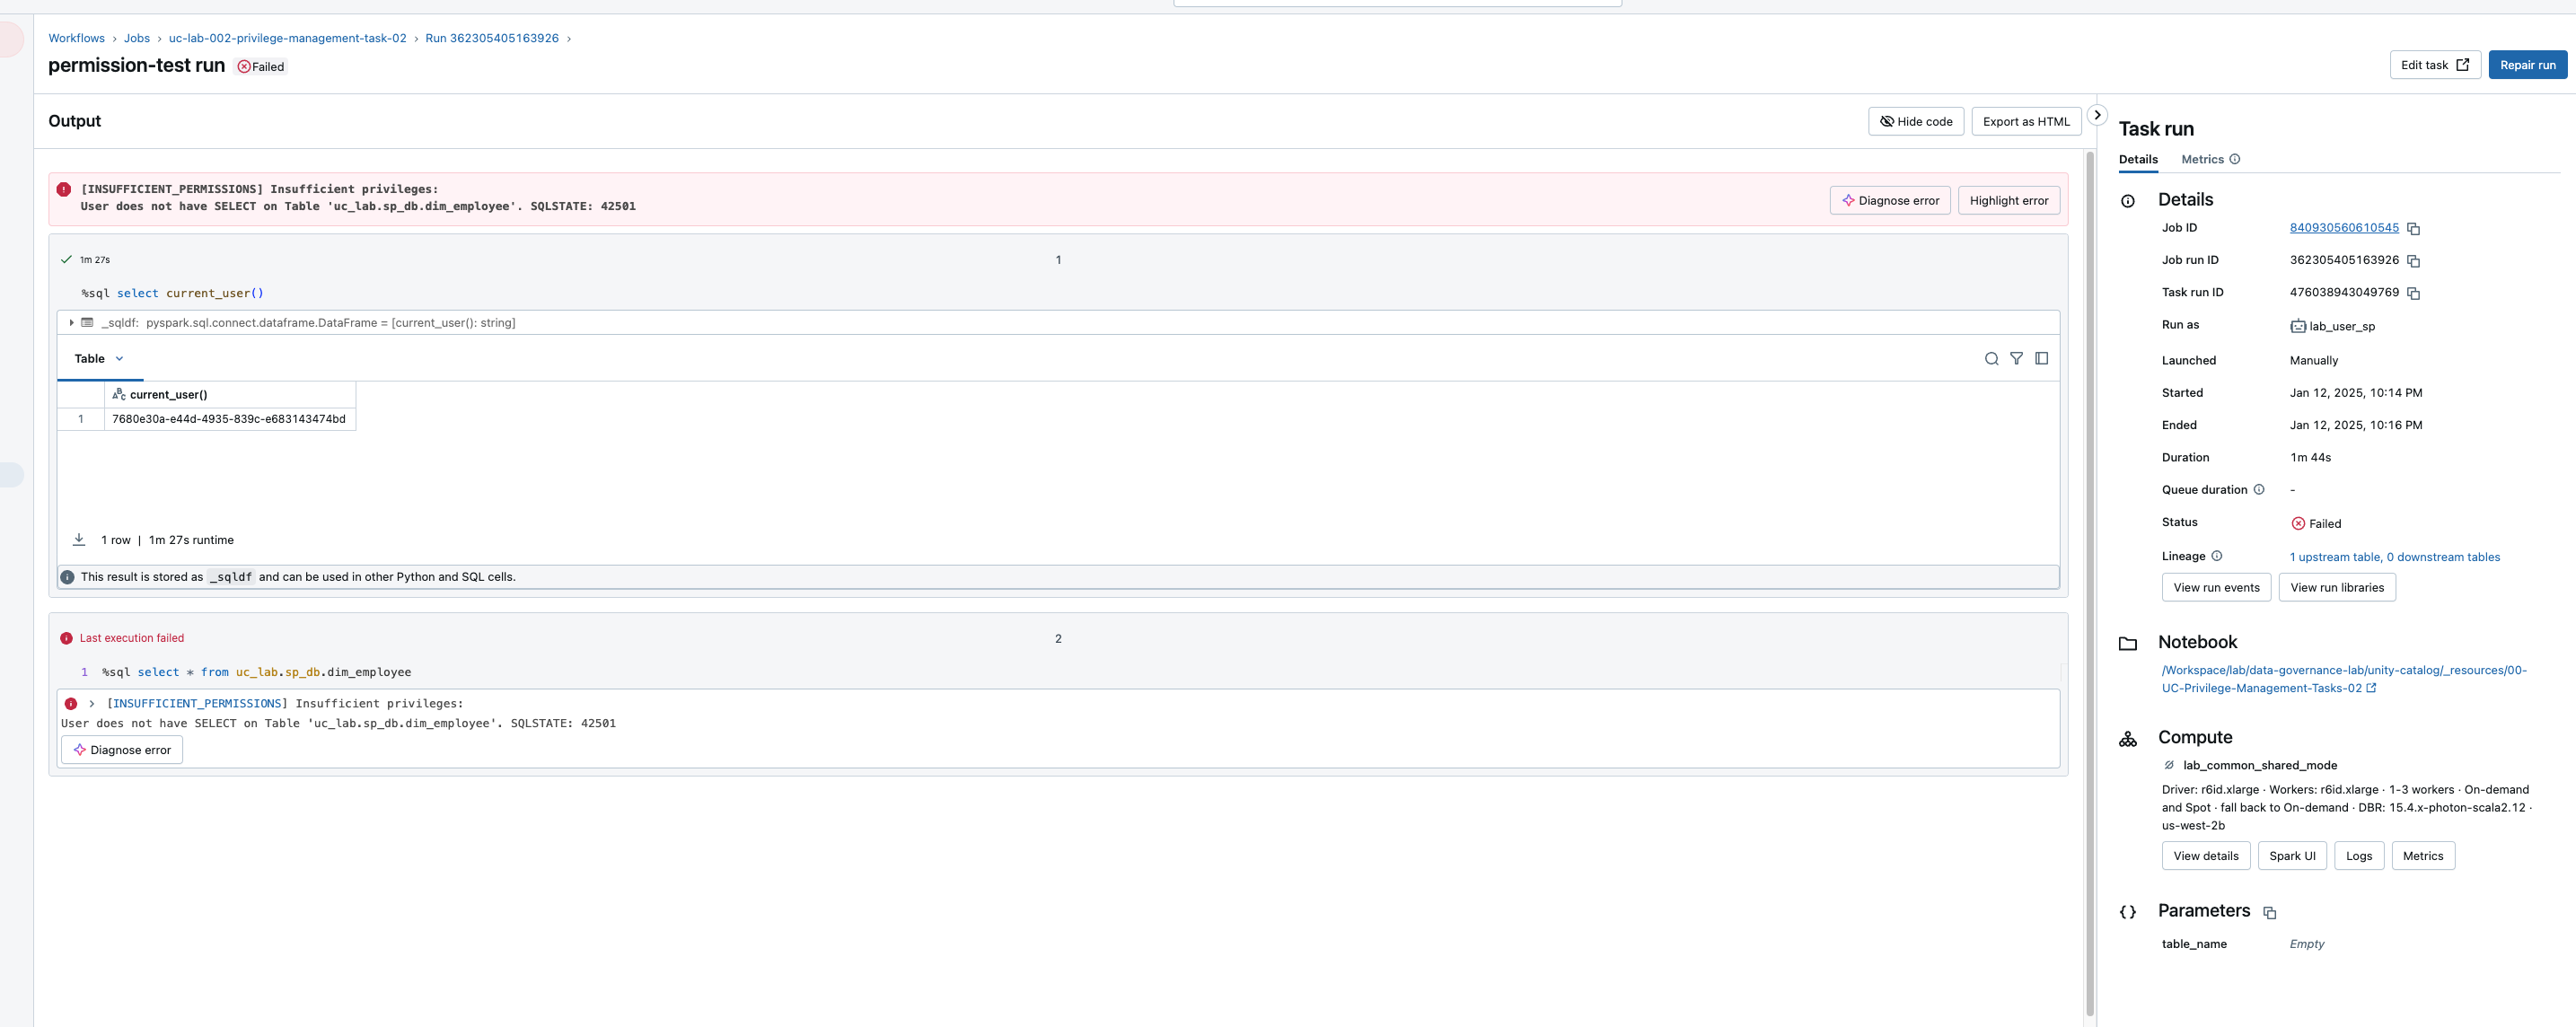 Workflows › Jobs › uc-lab-002-privilege-management-task-02 › Run 362305405163926 ›
permission-test run Failed
Edit task
Repair run
Output
Hide code
Export as HTML
[INSUFFICIENT_PERMISSIONS] Insufficient privileges:
User does not have SELECT on Table 'uc_lab.sp_db.dim_employee'. SQLSTATE: 42501
Diagnose error
Highlight error
1m 27s
1
%sql select current_user()
_sqldf: pyspark.sql.connect.dataframe.DataFrame = [current_user(): string]
Table
ABC current_user()
1 7680e30a-e44d-4935-839c-e683143474bd
1 row | 1m 27s runtime
This result is stored as _sqldf and can be used in other Python and SQL cells.
Last execution failed
2
1 %sql select * from uc_lab.sp_db.dim_employee
[INSUFFICIENT_PERMISSIONS] Insufficient privileges:
User does not have SELECT on Table 'uc_lab.sp_db.dim_employee'. SQLSTATE: 42501
Diagnose error
Task run
Details Metrics
Details
Job ID 840930560610545
Job run ID 362305405163926
Task run ID 476038943049769
Run as lab_user_sp
Launched Manually
Started Jan 12, 2025, 10:14 PM
Ended Jan 12, 2025, 10:16 PM
Duration 1m 44s
Queue duration -
Status Failed
Lineage 1 upstream table, 0 downstream tables
View run events View run libraries
Notebook
/Workspace/lab/data-governance-lab/unity-catalog/_resources/00-
UC-Privilege-Management-Tasks-02
Compute
lab_common_shared_mode
Driver: r6id.xlarge · Workers: r6id.xlarge · 1-3 workers · On-demand
and Spot · fall back to On-demand · DBR: 15.4.x-photon-scala2.12 ·
us-west-2b
View details Spark UI Logs Metrics
{} Parameters
table_name Empty